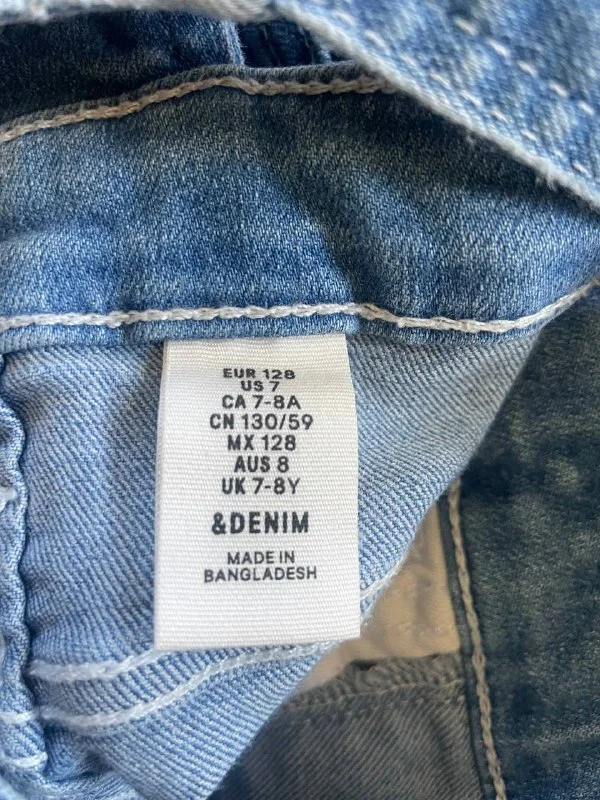 EUR 128
US 7
CA 7-8A
CN 130/59
MX 128
AUS 8
UK 7-8Y
&DENIM
MADE IN
BANGLADESH